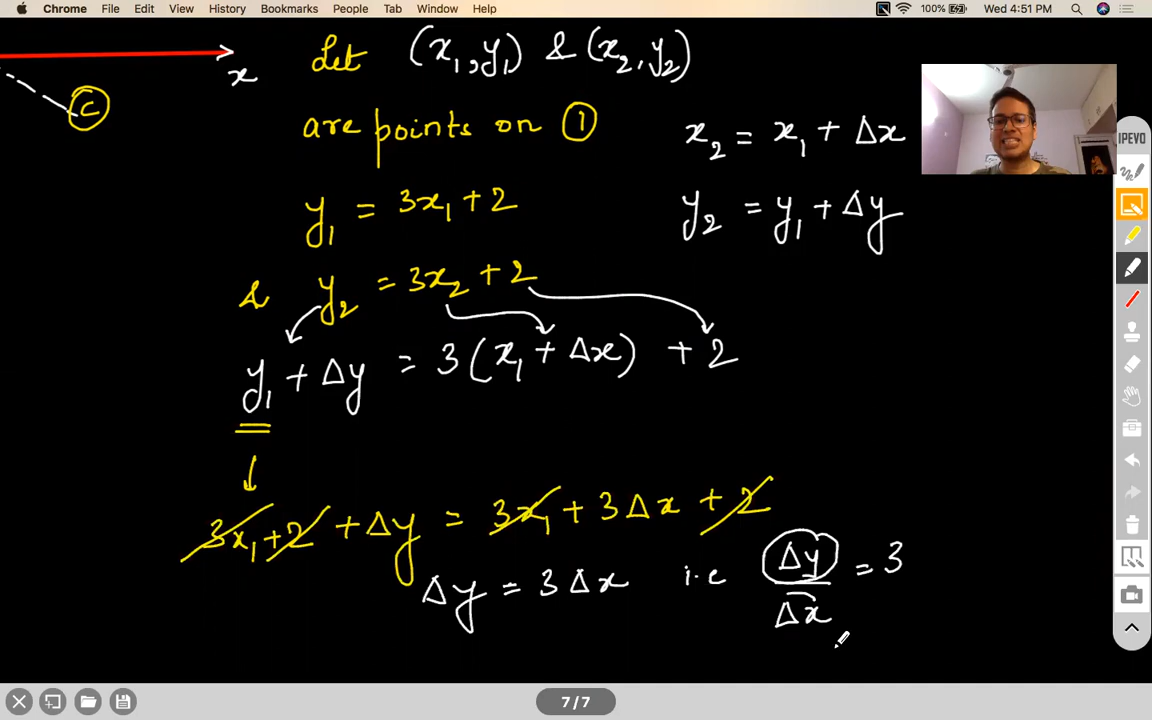 Chrome File Edit View History Bookmarks People Tab Window Help 100% Wed 4:51 PM
x
C
Let (x₁,y₁) & (x₂,y₂)
are points on ①
x₂ = x₁ + Δx
y₂ = y₁ + Δy
y₁ = 3x₁+2
& y₂ = 3x₂+2
y₁ + Δy = 3(x₁ + Δx) + 2
3x₁+2 + Δy = 3x₁ + 3Δx + 2
Δy = 3Δx i.e Δy/Δx = 3
IPEVO
7/7